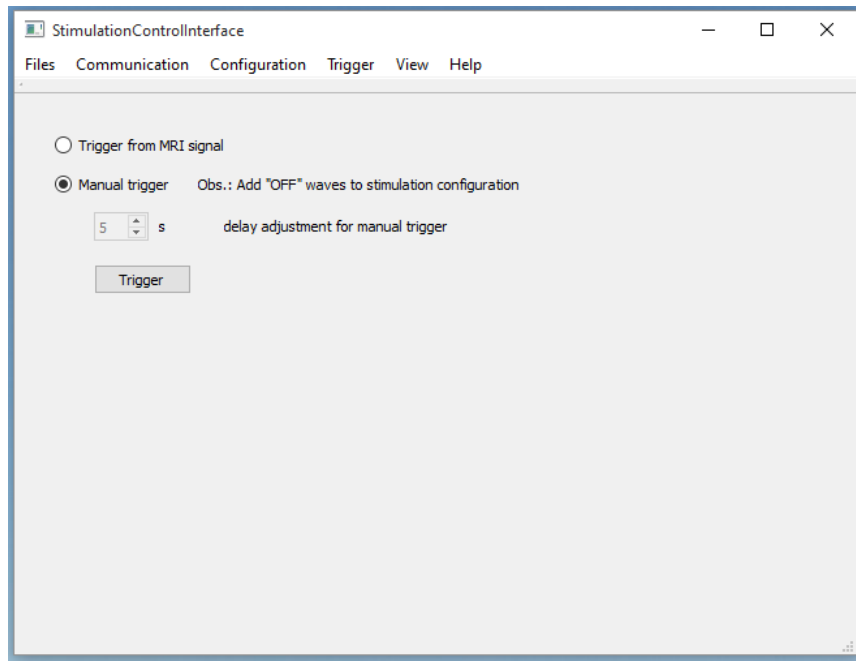 StimulationControlInterface
Files Communication Configuration Trigger View Help
Trigger from MRI signal
Manual trigger Obs.: Add "OFF" waves to stimulation configuration
5 s delay adjustment for manual trigger
Trigger